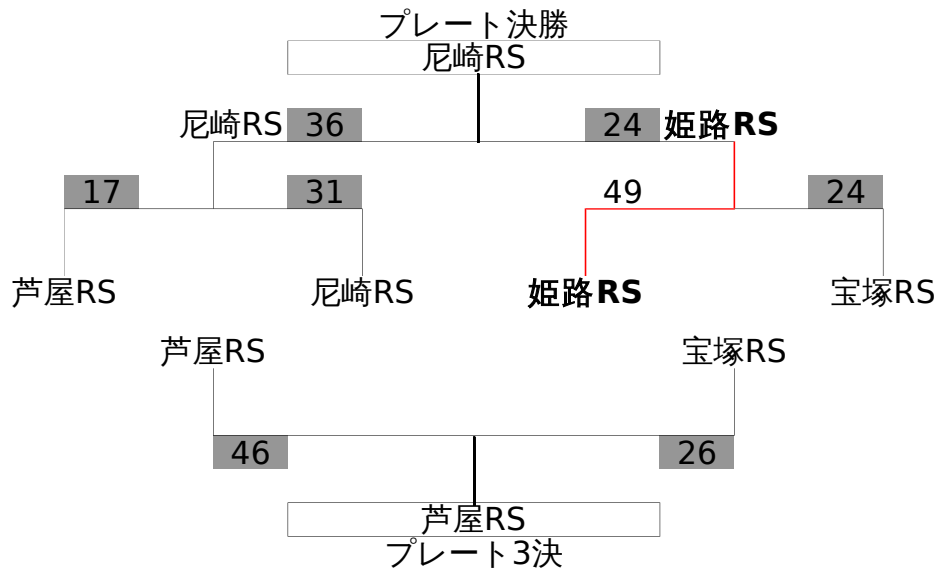 プレート決勝
尼崎RS
尼崎RS 36 24 姫路RS
17 31 49 24
芦屋RS 尼崎RS 姫路RS 宝塚RS
芦屋RS 宝塚RS
46 26
芦屋RS
プレート3決